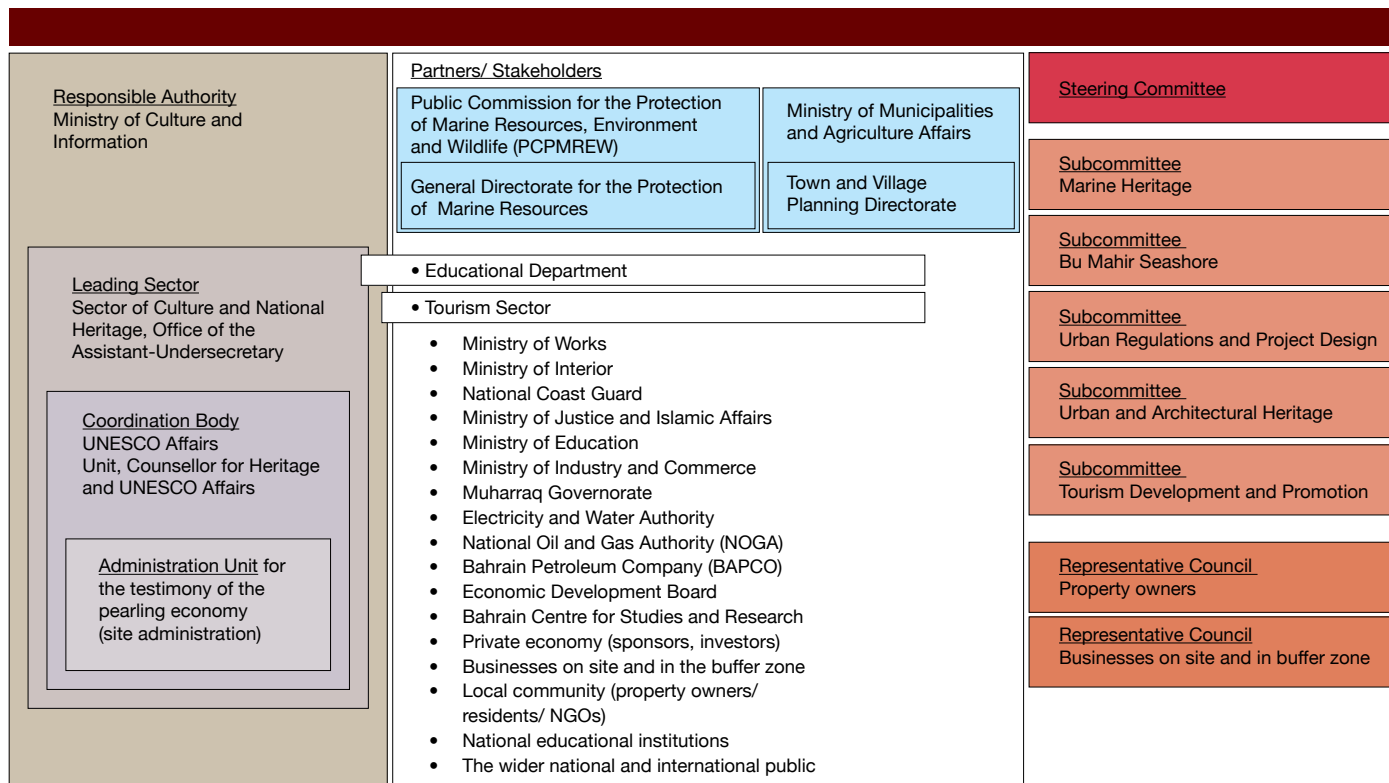 Responsible Authority
Ministry of Culture and
Information
Leading Sector
Sector of Culture and National
Heritage, Office of the
Assistant-Undersecretary
Coordination Body
UNESCO Affairs
Unit, Counsellor for Heritage
and UNESCO Affairs
Administration Unit for
the testimony of the
pearling economy
(site administration)
Partners/ Stakeholders
Public Commission for the Protection
of Marine Resources, Environment
and Wildlife (PCPMREW)
General Directorate for the Protection
of Marine Resources
Ministry of Municipalities
and Agriculture Affairs
Town and Village
Planning Directorate
• Educational Department
• Tourism Sector
• Ministry of Works
• Ministry of Interior
• National Coast Guard
• Ministry of Justice and Islamic Affairs
• Ministry of Education
• Ministry of Industry and Commerce
• Muharraq Governorate
• Electricity and Water Authority
• National Oil and Gas Authority (NOGA)
• Bahrain Petroleum Company (BAPCO)
• Economic Development Board
• Bahrain Centre for Studies and Research
• Private economy (sponsors, investors)
• Businesses on site and in the buffer zone
• Local community (property owners/
residents/ NGOs)
• National educational institutions
• The wider national and international public
Steering Committee
Subcommittee
Marine Heritage
Subcommittee
Bu Mahir Seashore
Subcommittee
Urban Regulations and Project Design
Subcommittee
Urban and Architectural Heritage
Subcommittee
Tourism Development and Promotion
Representative Council
Property owners
Representative Council
Businesses on site and in buffer zone